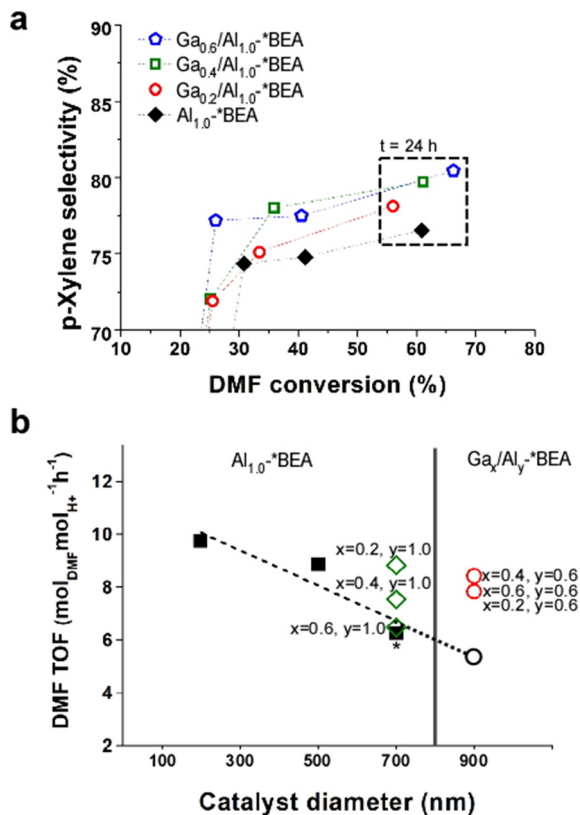 a
p-Xylene selectivity (%)
90
85
80
75
70
Ga0.6/Al1.0-*BEA
Ga0.4/Al1.0-*BEA
Ga0.2/Al1.0-*BEA
Al1.0-*BEA
t = 24 h
10 20 30 40 50 60 70 80
DMF conversion (%)
b
DMF TOF (molDMF molH+-1h-1)
12
10
8
6
4
2
Al1.0-*BEA
Gax/Aly-*BEA
x=0.2, y=1.0
x=0.4, y=1.0
x=0.6, y=1.0
*
x=0.4, y=0.6
x=0.6, y=0.6
x=0.2, y=0.6
100 300 500 700 900
Catalyst diameter (nm)